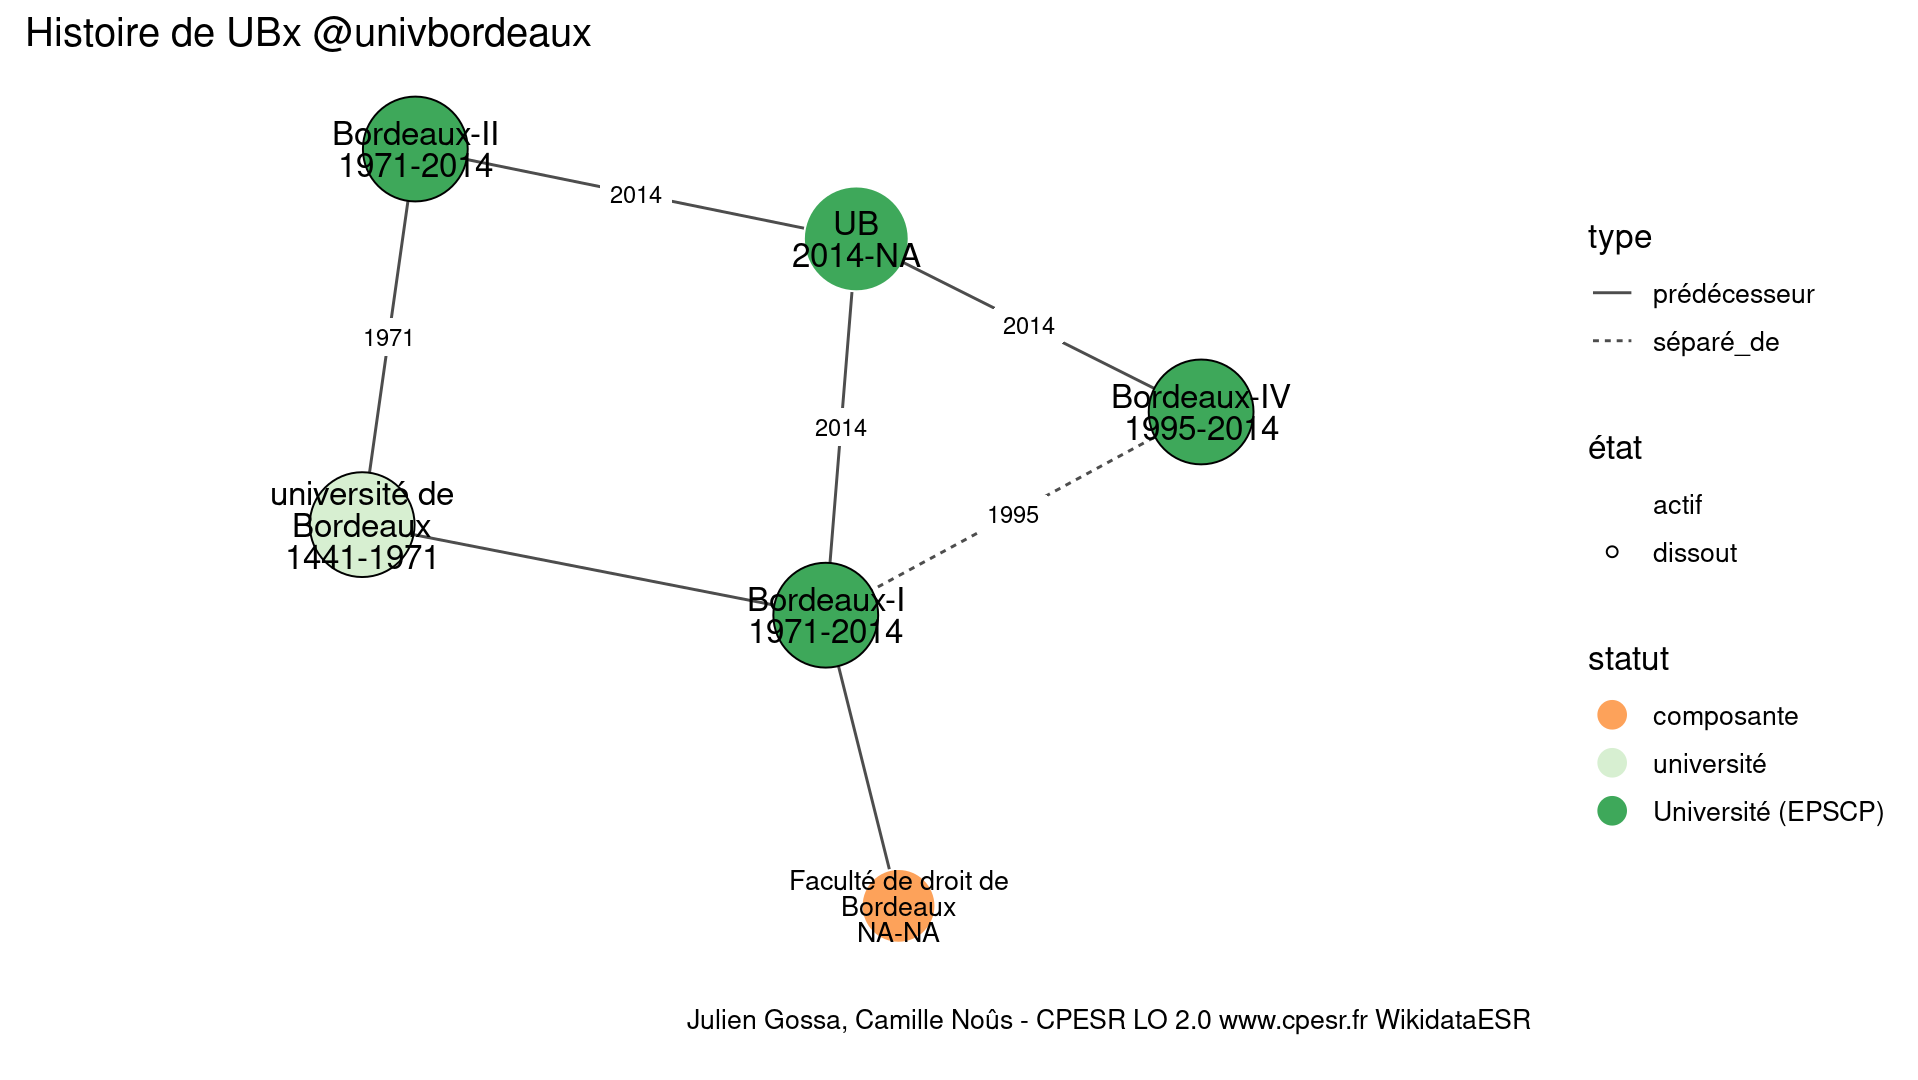 Histoire de UBx @univbordeaux
Bordeaux-II
1971-2014
2014
UB
2014-NA
2014
1971
Bordeaux-IV
1995-2014
2014
université de
Bordeaux
1441-1971
1995
Bordeaux-I
1971-2014
Faculté de droit de
Bordeaux
NA-NA
type
prédécesseur
séparé_de
état
actif
dissout
statut
composante
université
Université (EPSCP)
Julien Gossa, Camille Noûs - CPESR LO 2.0 www.cpesr.fr WikidataESR